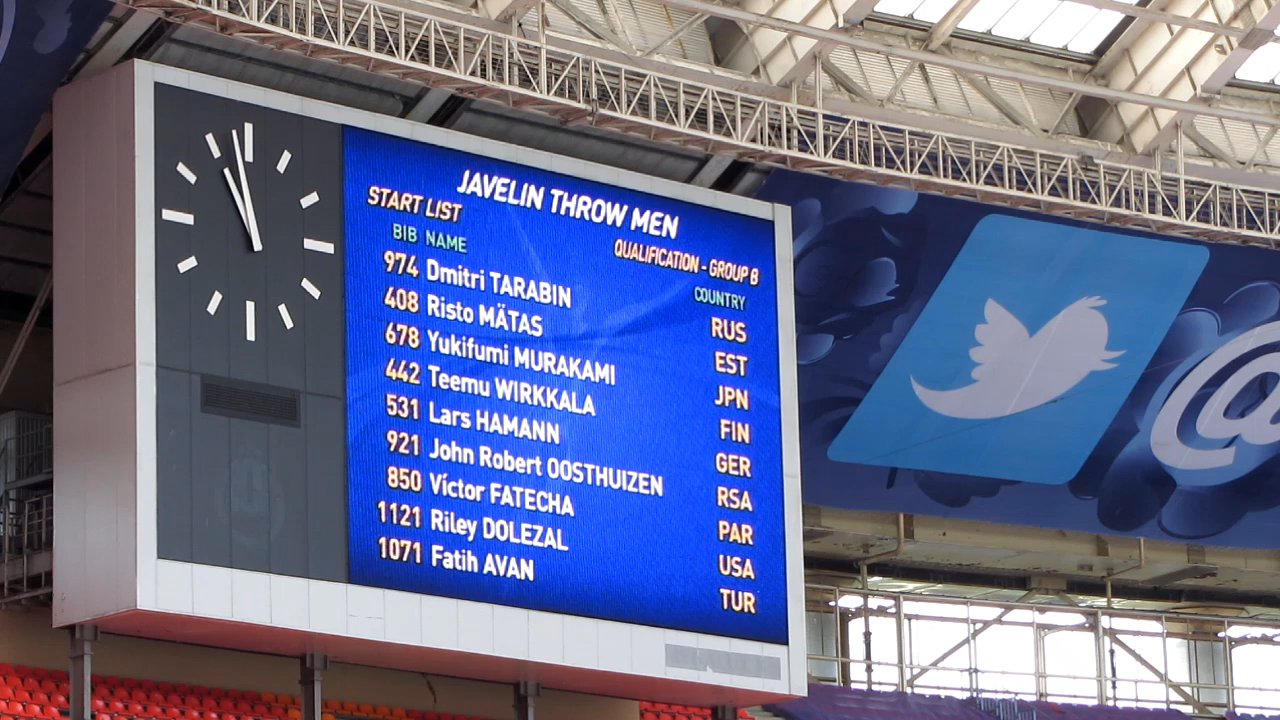 JAVELIN THROW MEN
START LIST
QUALIFICATION - GROUP B
BIB NAME COUNTRY
974 Dmitri TARABIN RUS
408 Risto MÄTAS EST
678 Yukifumi MURAKAMI JPN
442 Teemu WIRKKALA FIN
531 Lars HAMANN GER
921 John Robert OOSTHUIZEN RSA
850 Víctor FATECHA PAR
1121 Riley DOLEZAL USA
1071 Fatih AVAN TUR
@